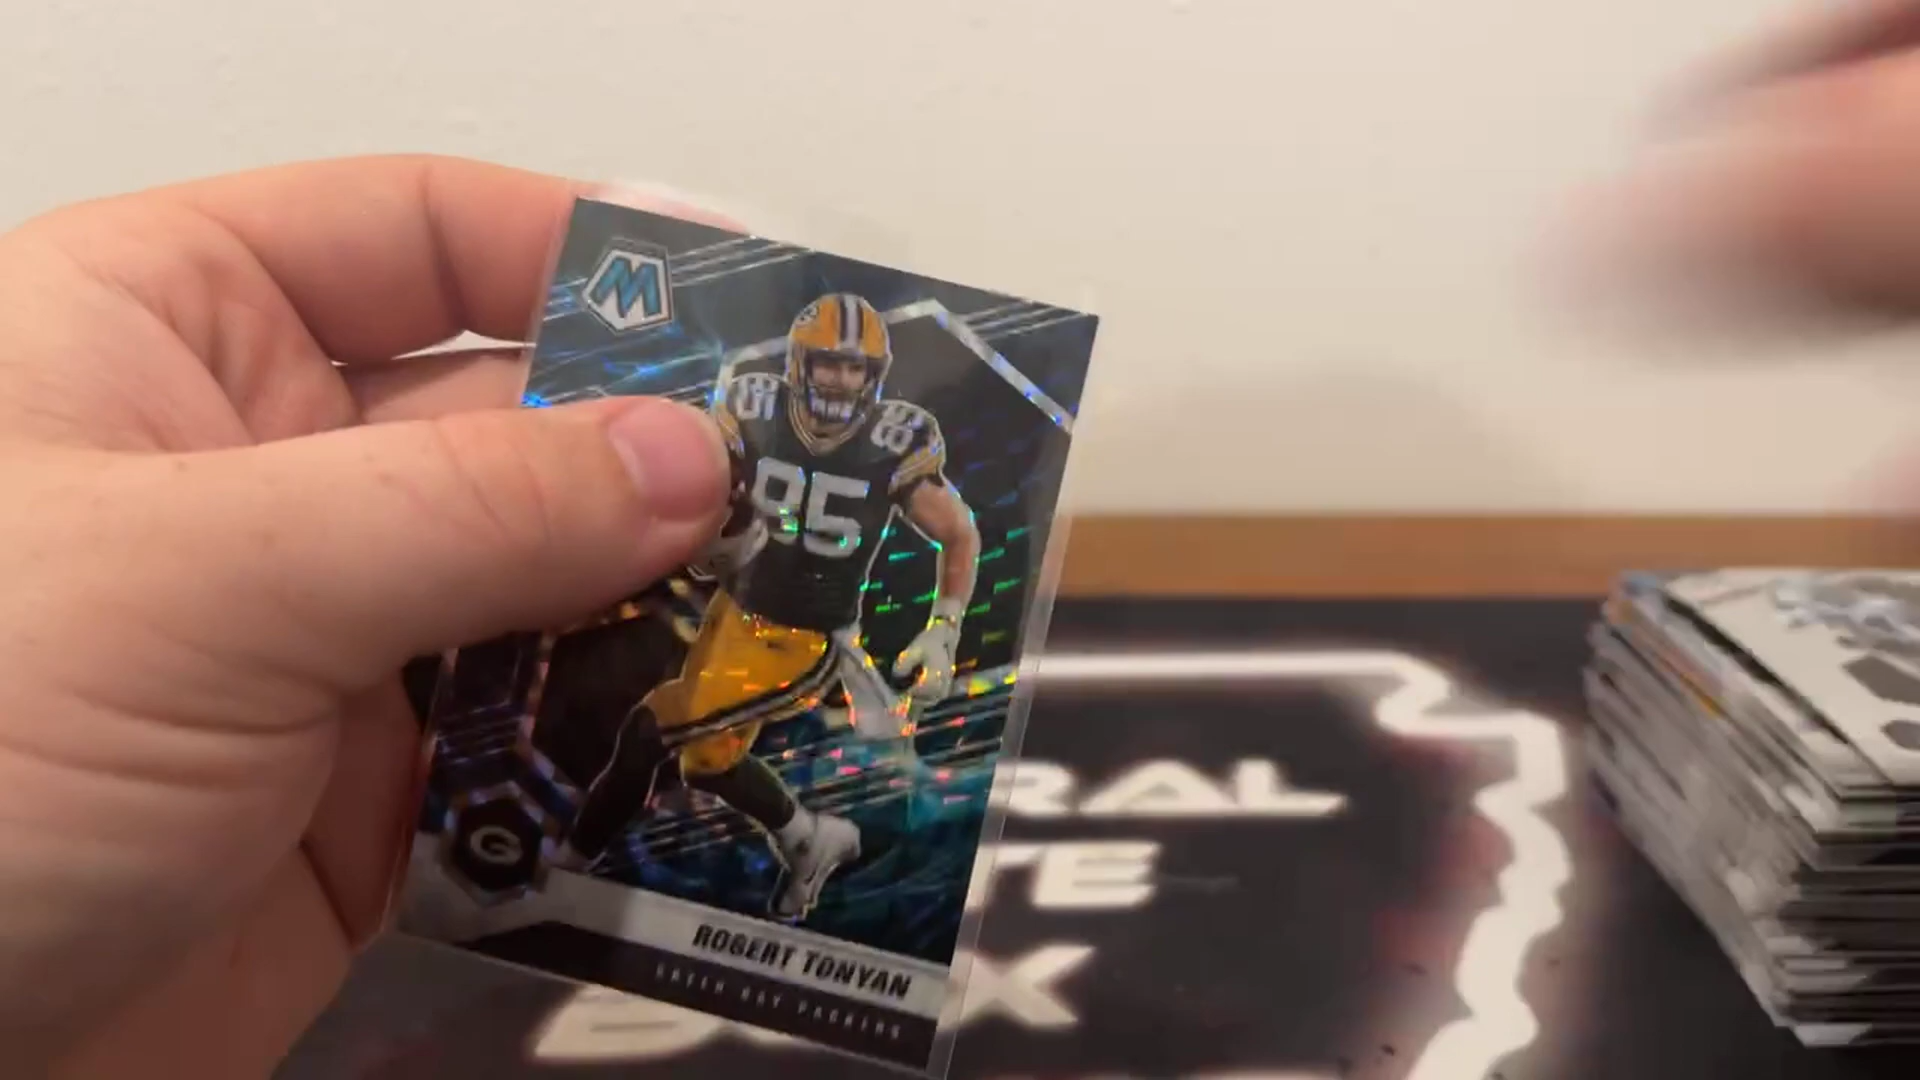 M
85
85
85
G
ROBERT TONYAN
GREEN BAY PACKERS
RAL
TE
X